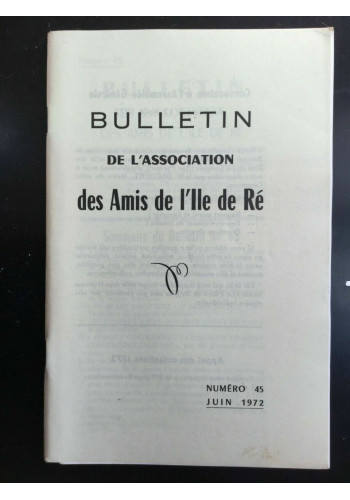 BULLETIN
DE L'ASSOCIATION
des Amis de l'Ile de Ré
NUMÉRO 45
JUIN 1972